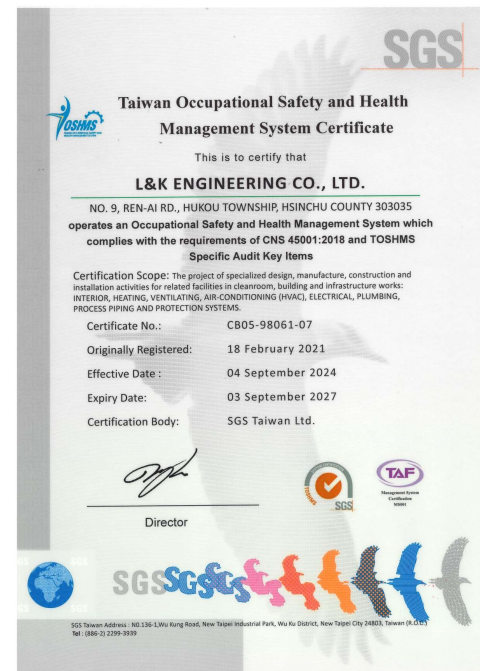 SGS
TOSHMS
Taiwan Occupational Safety and Health
Management System Certificate
This is to certify that
L&K ENGINEERING CO., LTD.
NO. 9, REN-AI RD., HUKOU TOWNSHIP, HSINCHU COUNTY 303035
operates an Occupational Safety and Health Management System which
complies with the requirements of CNS 45001:2018 and TOSHMS
Specific Audit Key Items
Certification Scope: The project of specialized design, manufacture, construction and
installation activities for related facilities in cleanroom, building and infrastructure works:
INTERIOR, HEATING, VENTILATING, AIR-CONDITIONING (HVAC), ELECTRICAL, PLUMBING,
PROCESS PIPING AND PROTECTION SYSTEMS.
Certificate No.: CB05-98061-07
Originally Registered: 18 February 2021
Effective Date : 04 September 2024
Expiry Date: 03 September 2027
Certification Body: SGS Taiwan Ltd.
SGS
TAF
Management System
Certification
Director
SGS SGS SGS
SGS Taiwan Address : NO.136-1,Wu Kung Road, New Taipei Industrial Park, Wu Ku District, New Taipei City 24803, Taiwan (R.O.C.)
Tel : (886-2) 2299-3939